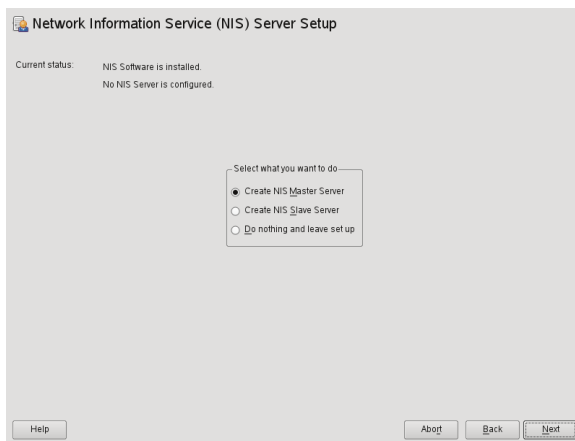 Network Information Service (NIS) Server Setup
Current status: NIS Software is installed.
No NIS Server is configured.
Select what you want to do
Create NIS Master Server
Create NIS Slave Server
Do nothing and leave set up
Help Abort Back Next